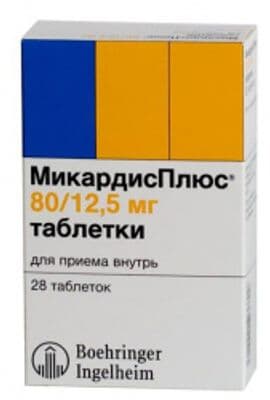 МикардисПлюс®
80/12,5 мг
таблетки
для приема внутрь
28 таблеток
Boehringer
Ingelheim